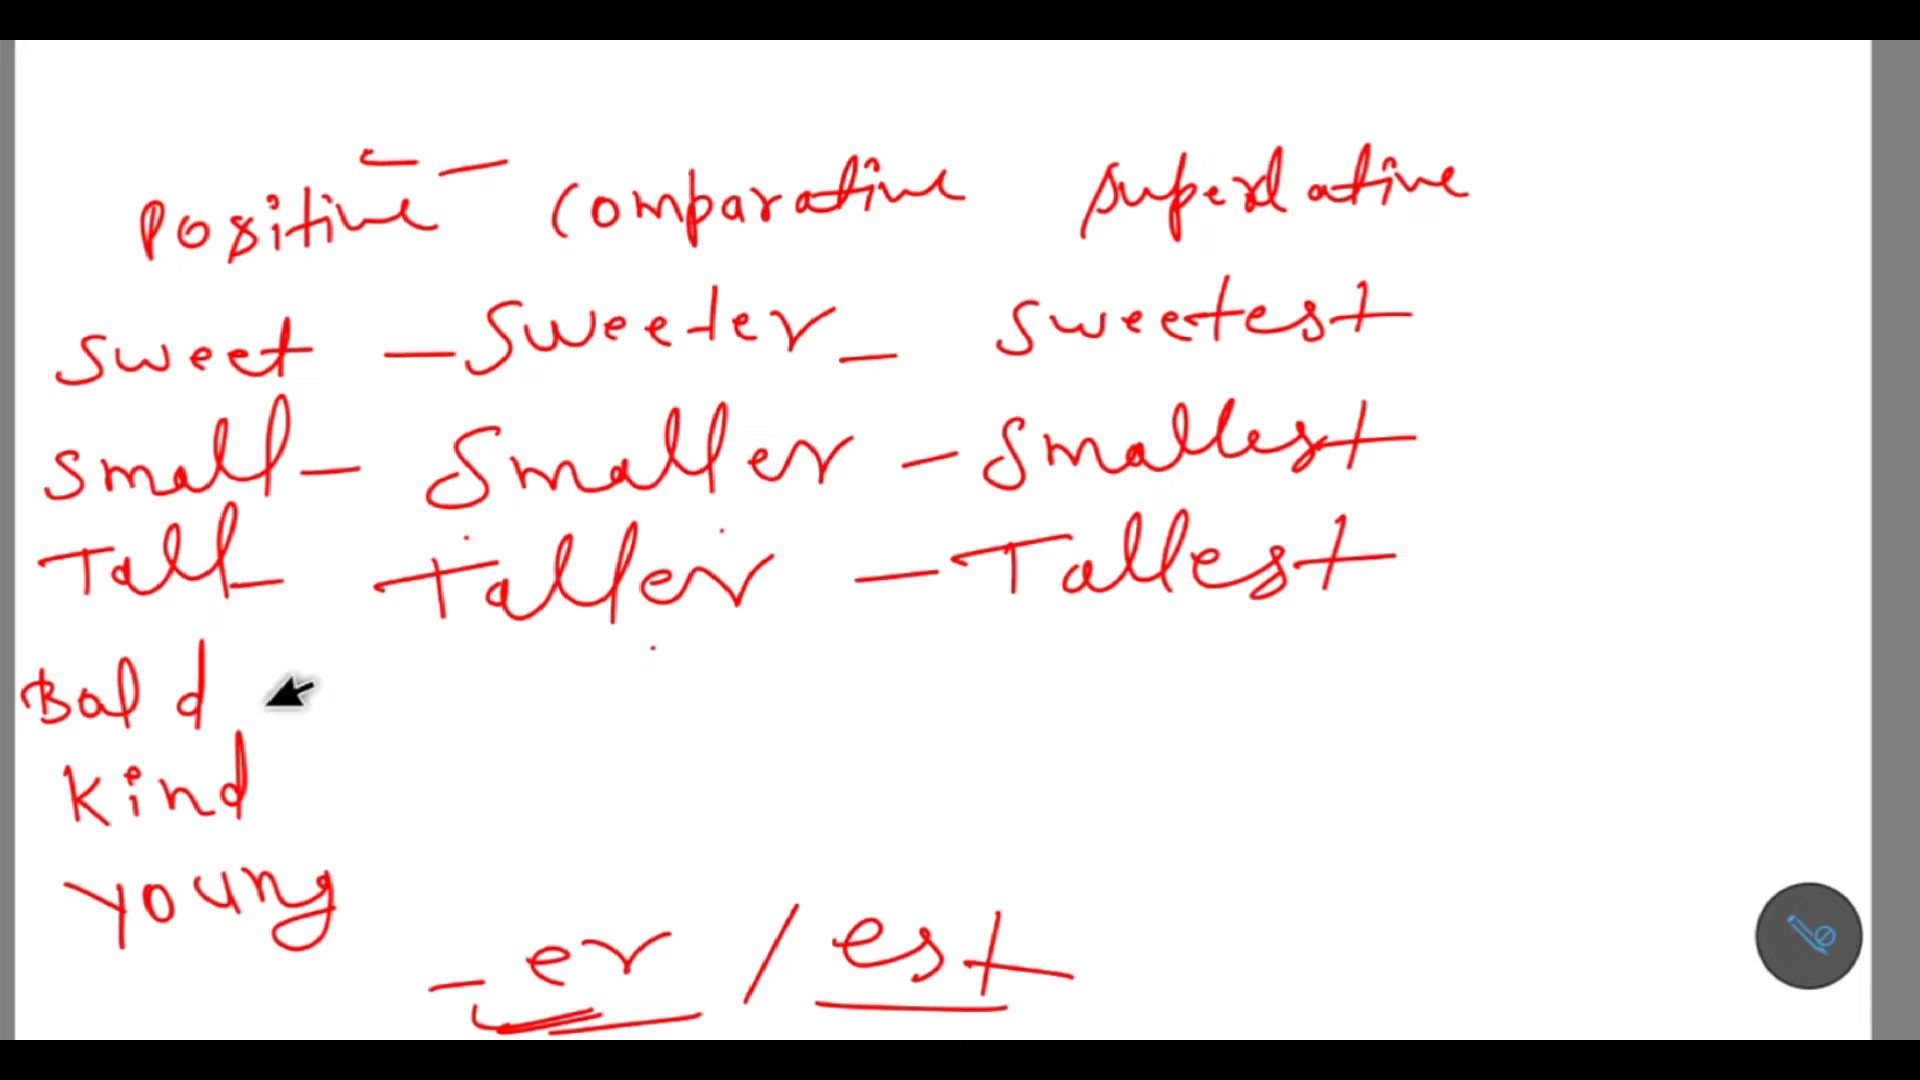 Positive — Comparative Superlative
Sweet — Sweeter — Sweetest
Small — Smaller — Smallest
Tall — Taller — Tallest
Bald
Kind
Young
- er / est